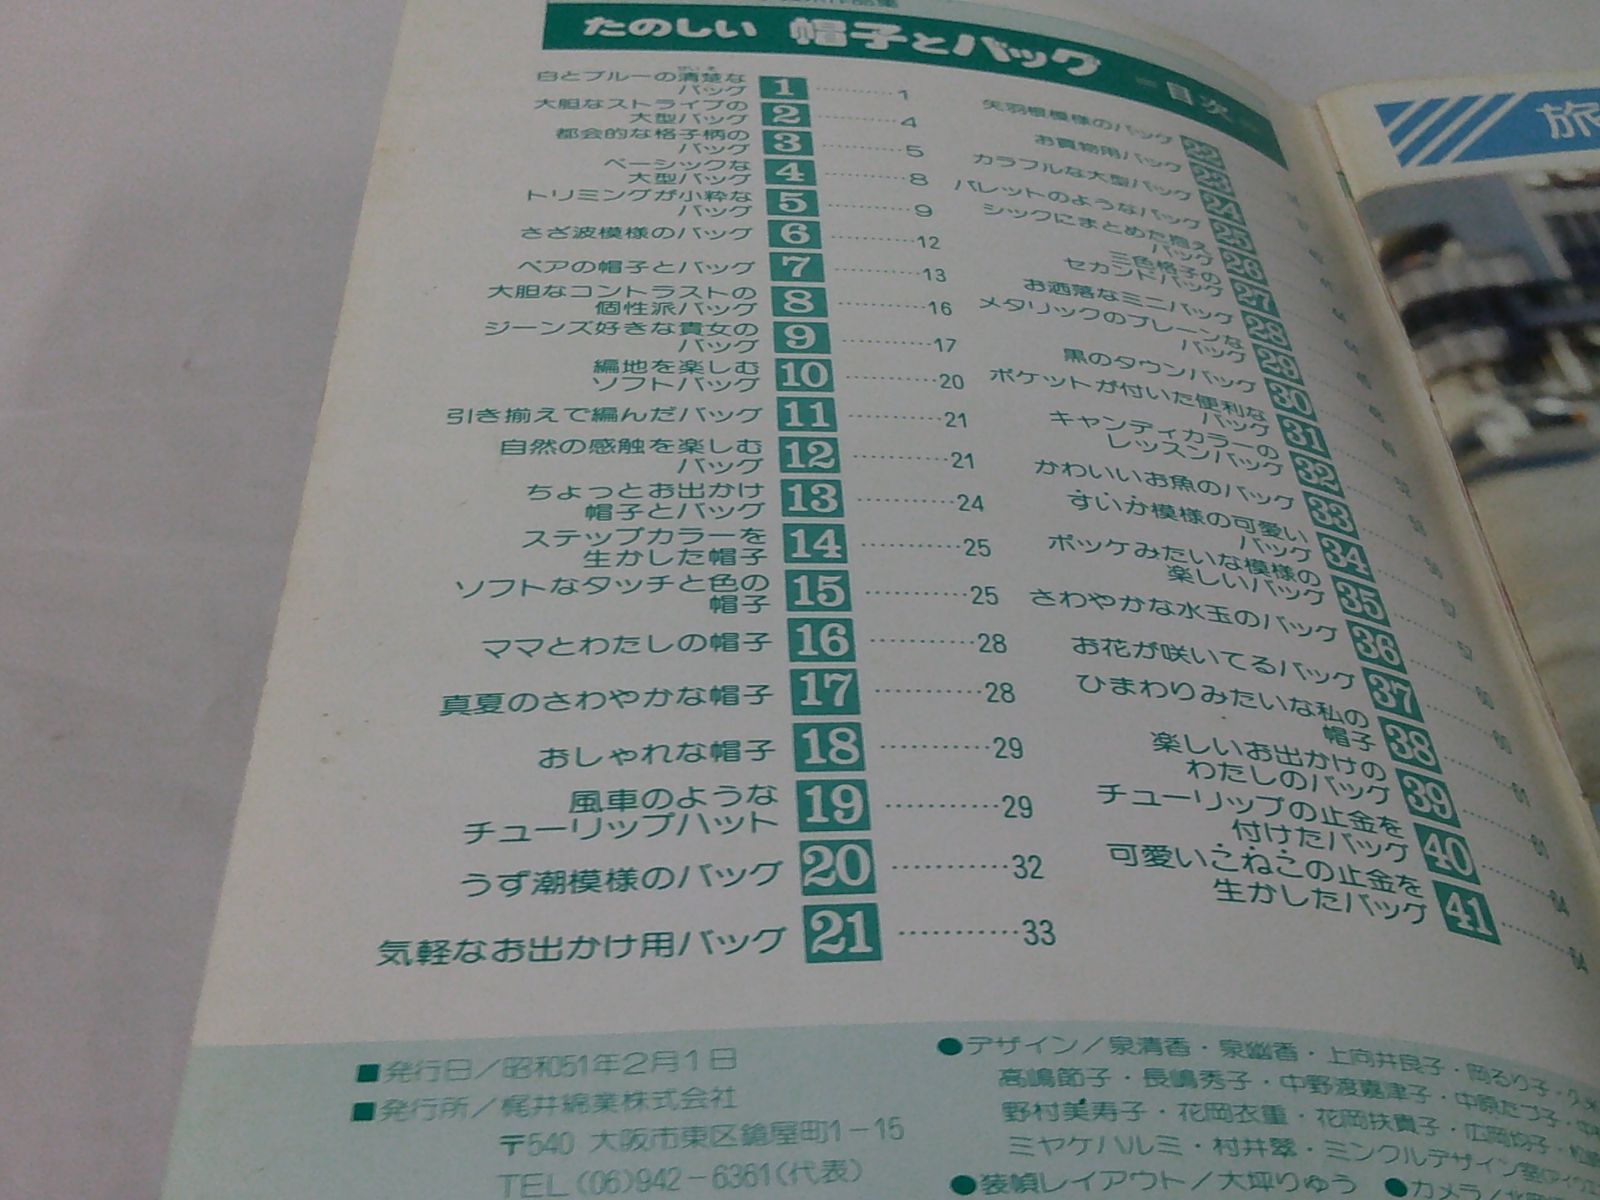 たのしい 帽子とバッグ =目次=
白とブルーの清楚な
バッグ 1 ………… 1
大胆なストライプの
大型バッグ 2 ………… 4
都会的な格子柄の
バッグ 3 ………… 5
ベーシックな
大型バッグ 4 ………… 8
トリミングが小粋な
バッグ 5 ………… 9
さざ波模様のバッグ 6 ………… 12
ペアの帽子とバッグ 7 ………… 13
大胆なコントラストの
個性派バッグ 8 ………… 16
ジーンズ好きな貴女の
バッグ 9 ………… 17
編地を楽しむ
ソフトバッグ 10 ………… 20
引き揃えで編んだバッグ 11 ………… 21
自然の感触を楽しむ
バッグ 12 ………… 21
ちょっとお出かけ
帽子とバッグ 13 ………… 24
ステップカラーを
生かした帽子 14 ………… 25
ソフトなタッチと色の
帽子 15 ………… 25
ママとわたしの帽子 16 ………… 28
真夏のさわやかな帽子 17 ………… 28
おしゃれな帽子 18 ………… 29
風車のような
チューリップハット 19 ………… 29
うず潮模様のバッグ 20 ………… 32
気軽なお出かけ用バッグ 21 ………… 33
矢羽根模様のバッグ 22
お買物用バッグ 23
カラフルな大型バッグ 24
パレットのようなバッグ 25
シックにまとめた揃え
バッグ 26
三色格子の
セカンドバッグ 27
お洒落なミニバッグ 28
メタリックのプレーンな
バッグ 29
黒のタウンバッグ 30
ポケットが付いた便利な
バッグ 31
キャンディカラーの
レッスンバッグ 32
かわいいお魚のバッグ 33
すいか模様の可愛い
バッグ 34
ポッケみたいな模様の
楽しいバッグ 35
さわやかな水玉のバッグ 36
お花が咲いてるバッグ 37
ひまわりみたいな私の
帽子 38
楽しいお出かけの
わたしのバッグ 39
チューリップの止金を
付けたバッグ 40 ………… 64
可愛いこねこの止金を
生かしたバッグ 41 ………… 64
■発行日／昭和51年2月1日
■発行所／梶井綿業株式会社
〒540 大阪市東区鎗屋町1－15
TEL (06)942－6361(代表)
●デザイン／泉清香・泉幽香・上向井良子・岡るり子・
高嶋節子・長嶋秀子・中野渡嘉津子・中原たつ子・
野村美寿子・花岡衣重・花岡扶貴子・広岡
ミヤケハルミ・村井翠・ミンクルデザイン室
●装幀レイアウト／大坪りゆう ●カメラ／
旅